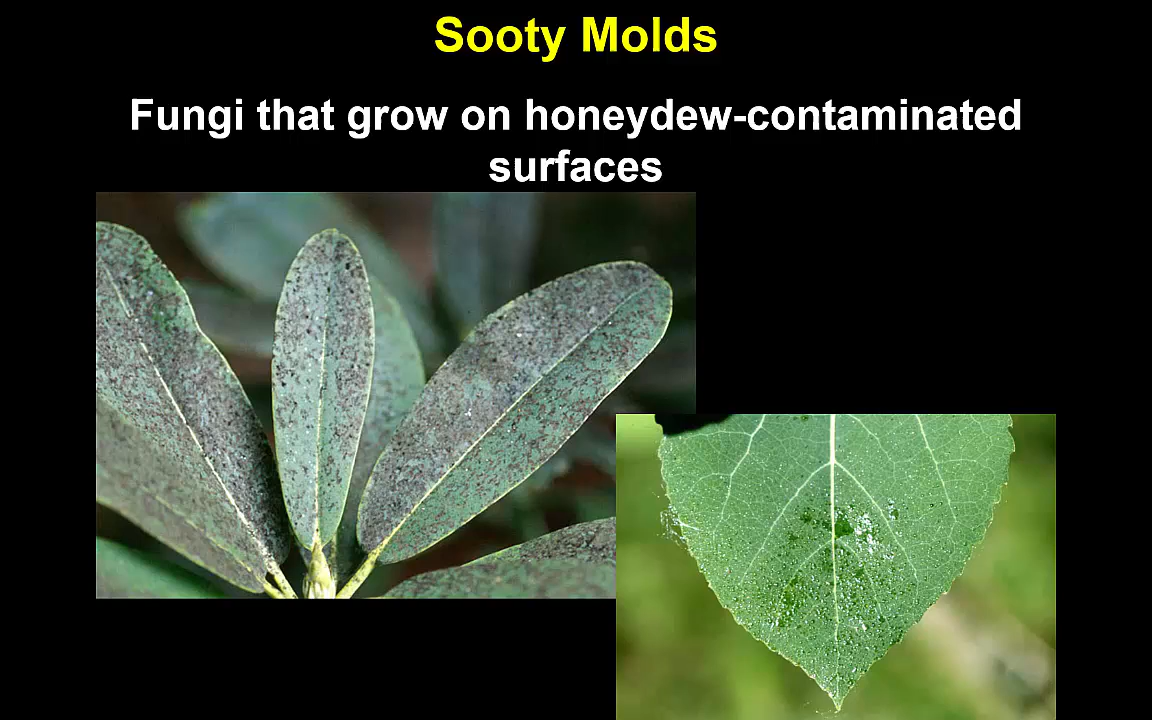 Sooty Molds
Fungi that grow on honeydew-contaminated
surfaces